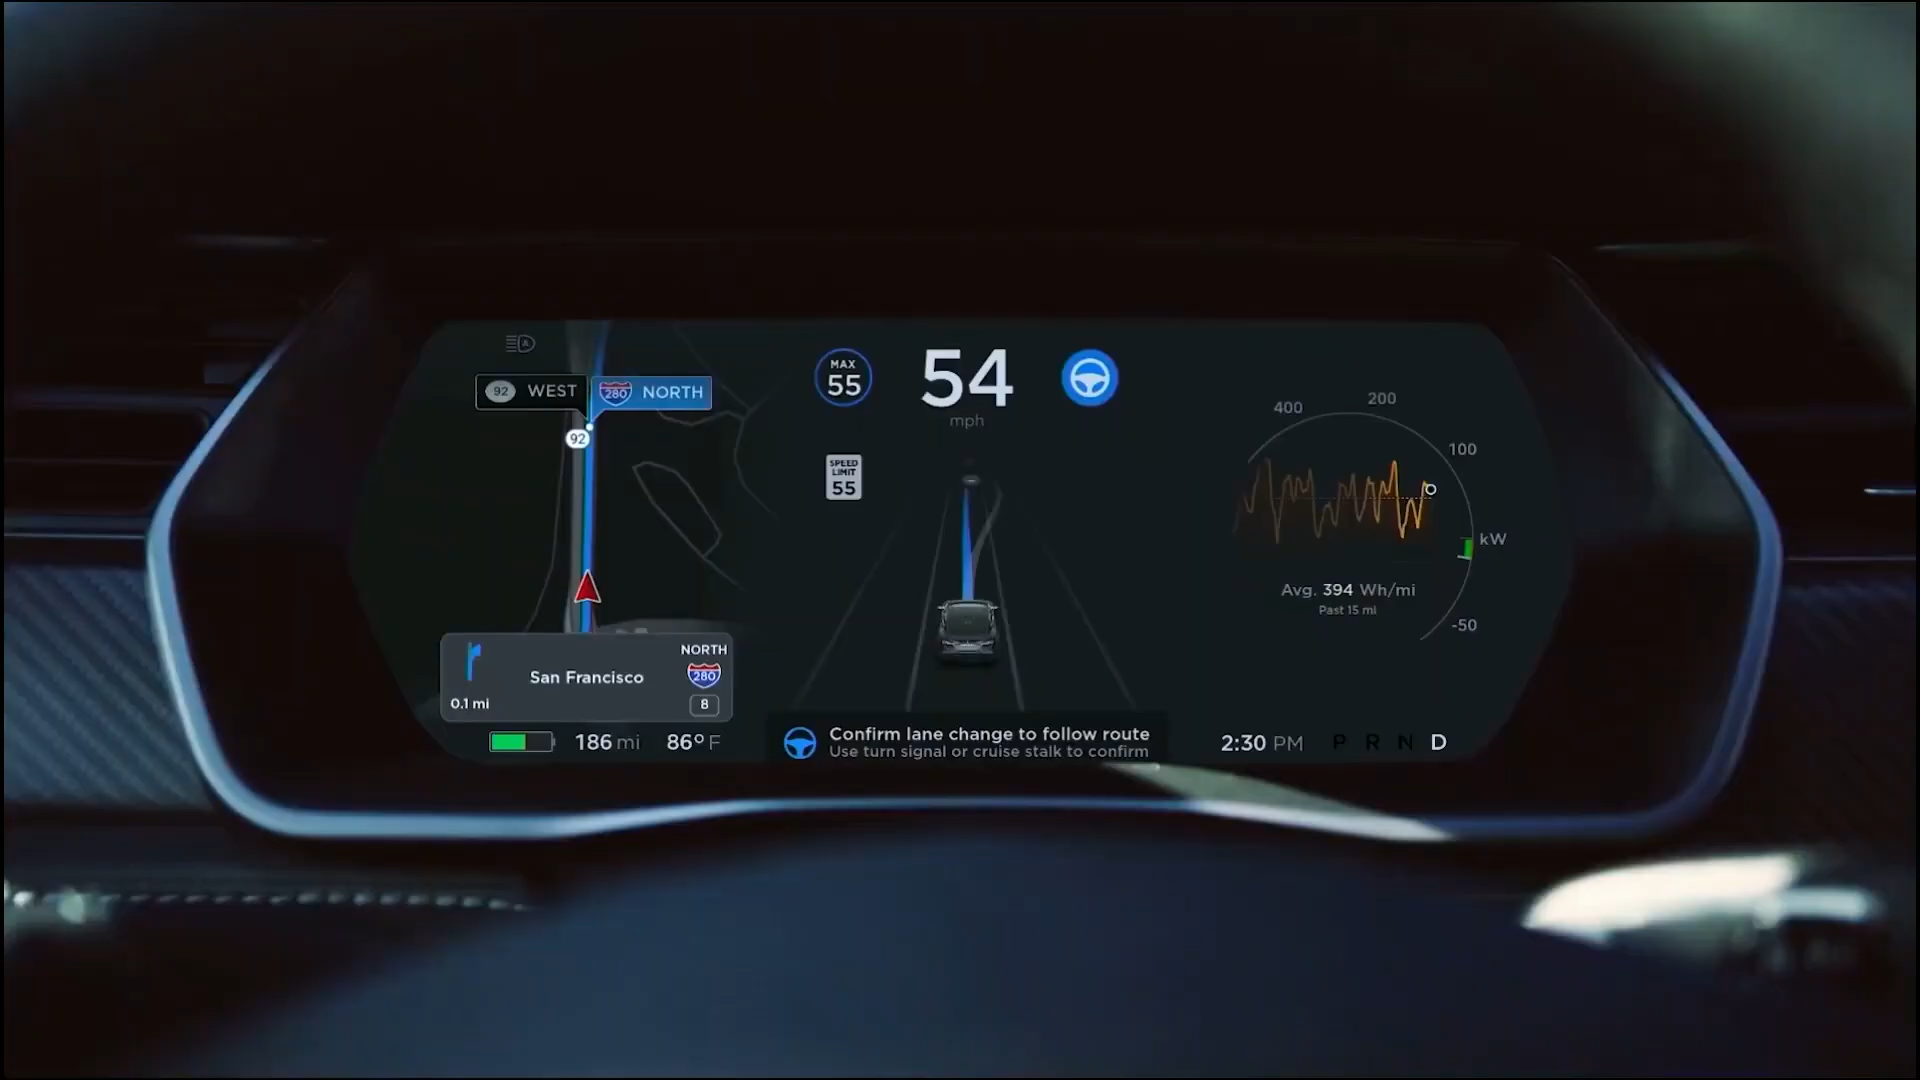 92 WEST
280 NORTH
92
MAX
55
54
mph
SPEED
LIMIT
55
400
200
100
kW
-50
Avg. 394 Wh/mi
Past 15 mi
NORTH
San Francisco
280
0.1 mi
8
186 mi
86° F
Confirm lane change to follow route
Use turn signal or cruise stalk to confirm
2:30 PM
P R N D